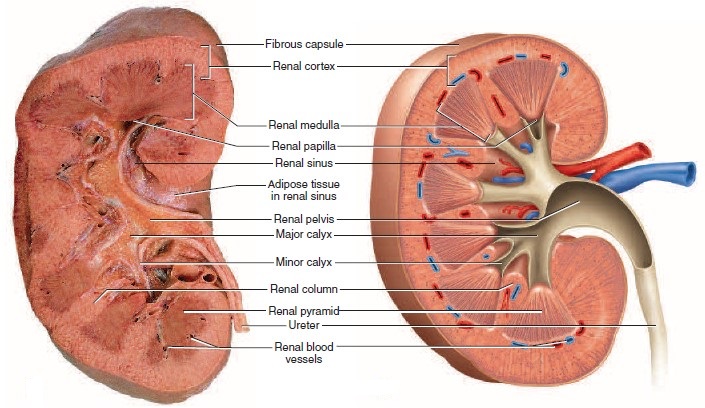 Fibrous capsule
Renal cortex
Renal medulla
Renal papilla
Renal sinus
Adipose tissue
in renal sinus
Renal pelvis
Major calyx
Minor calyx
Renal column
Renal pyramid
Ureter
Renal blood
vessels